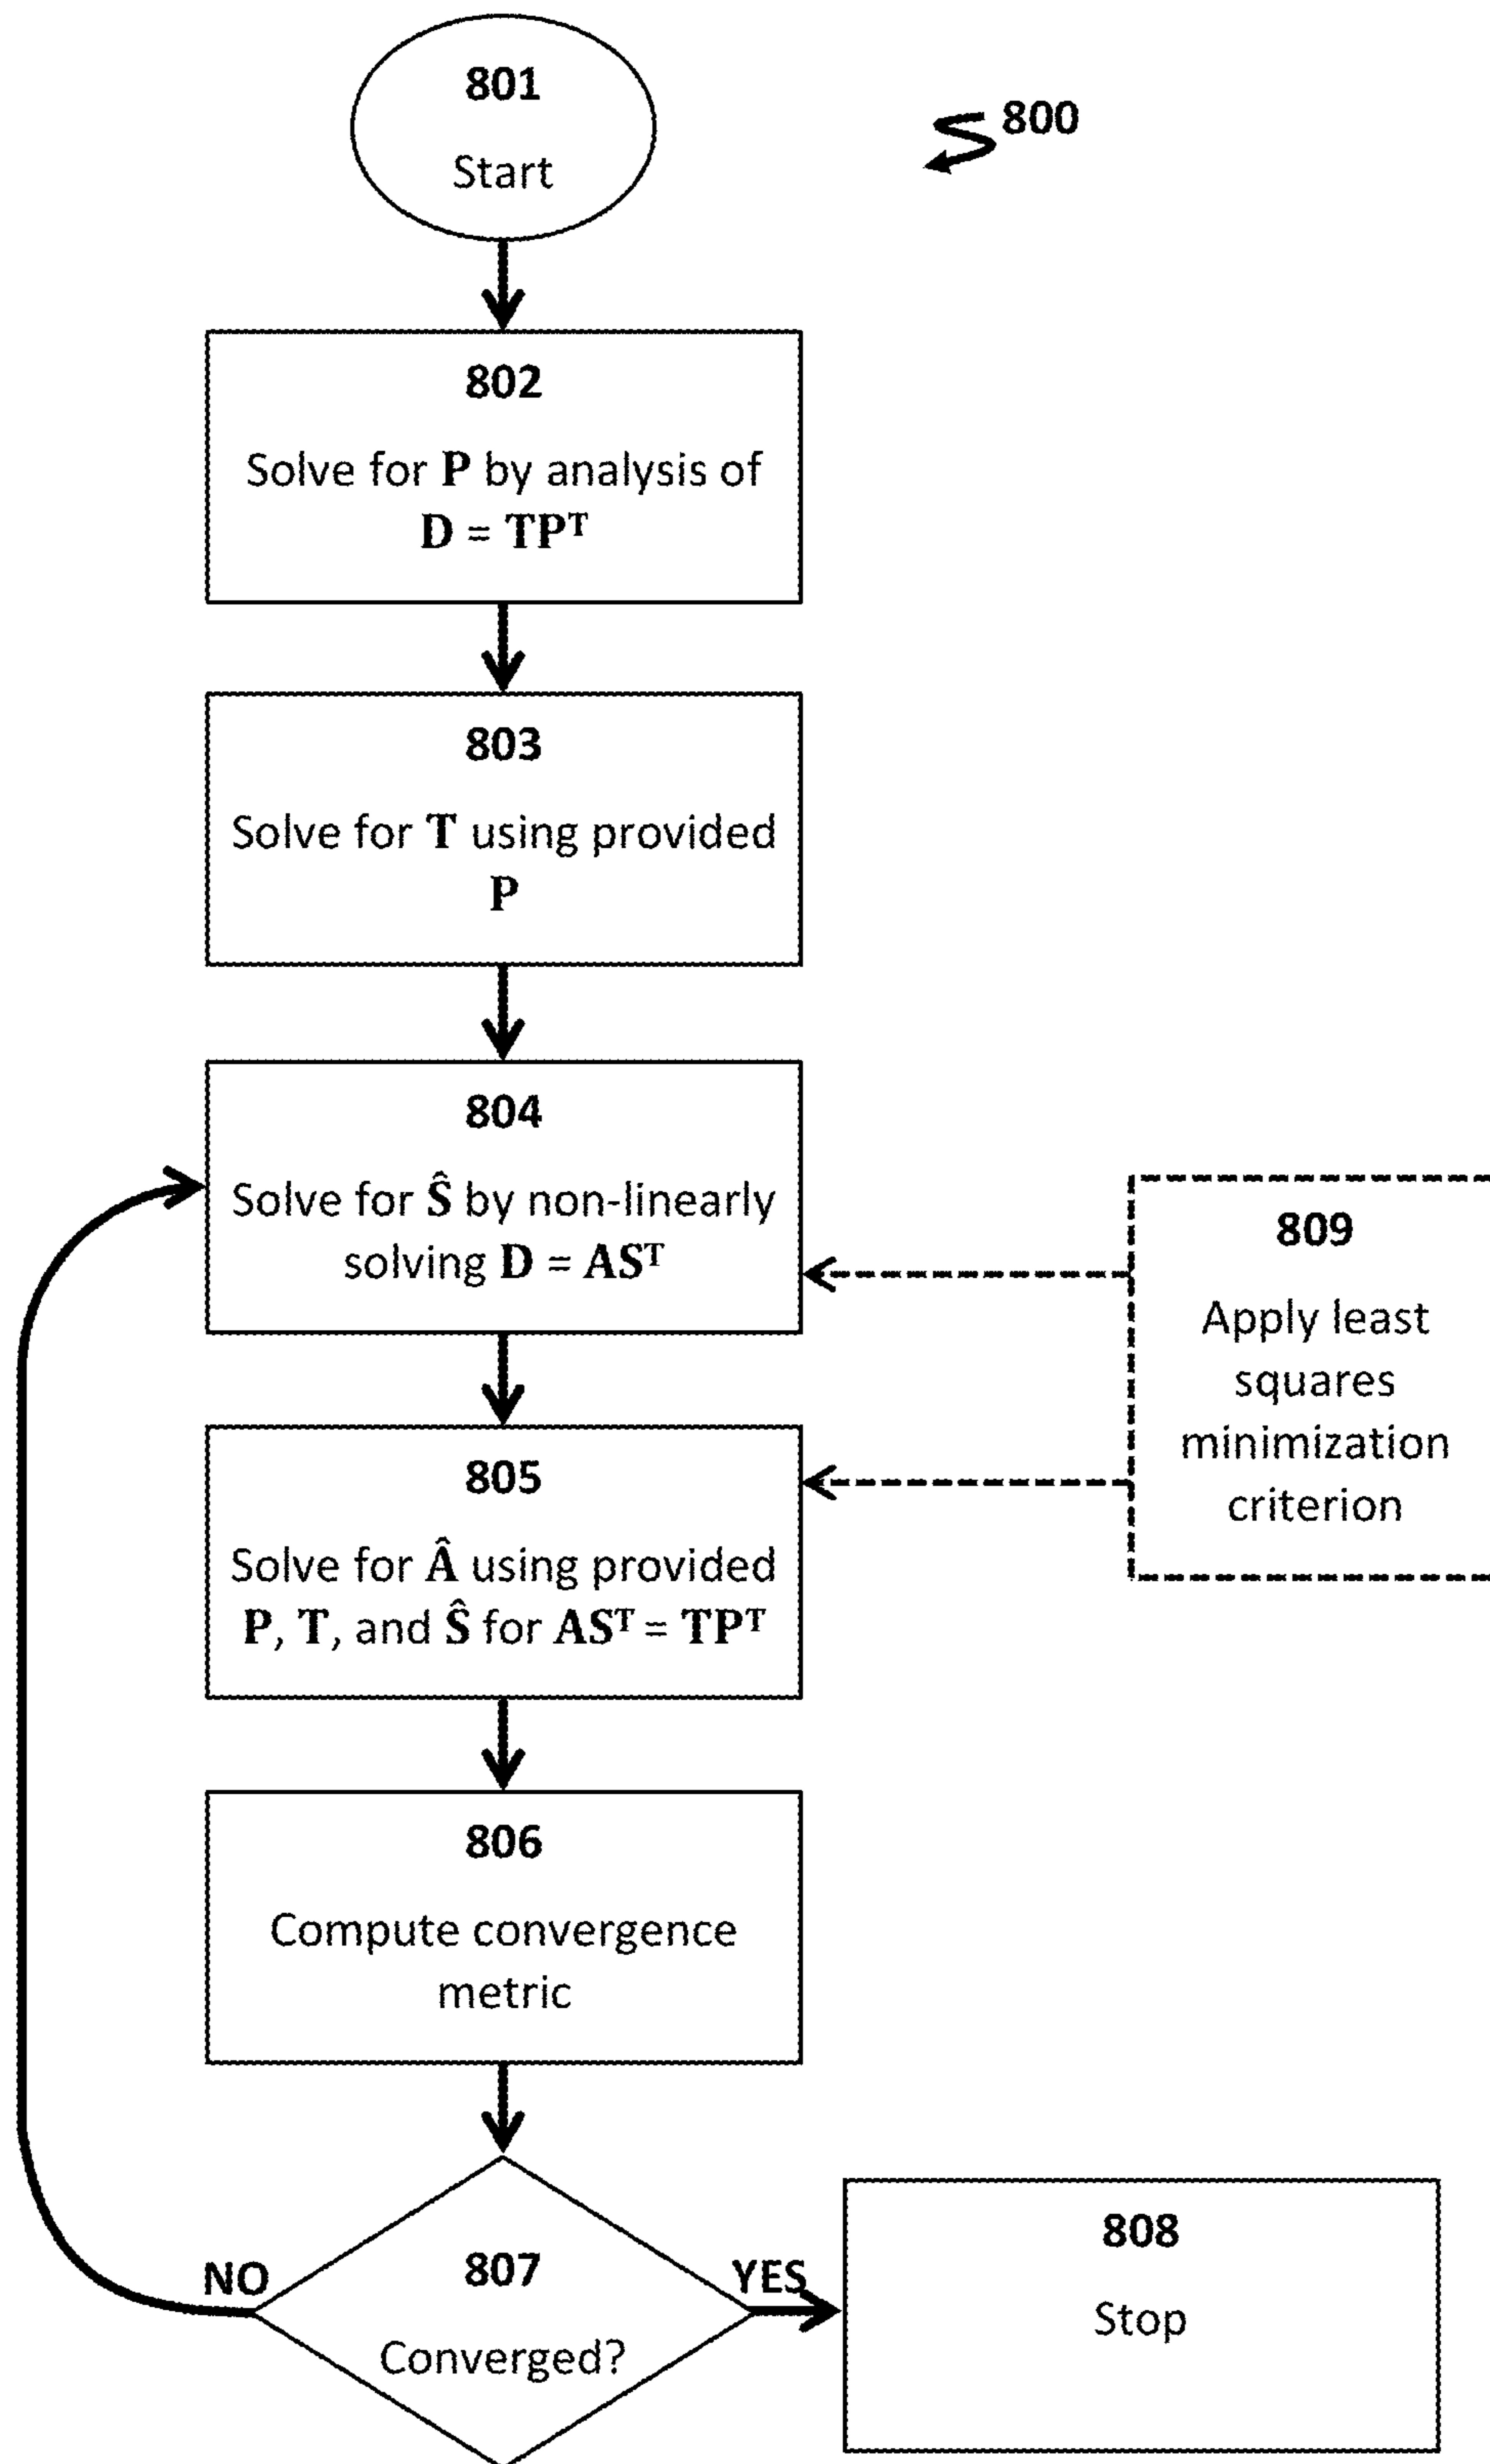 801
Start
800
802
Solve for P by analysis of
D = TPᵀ
803
Solve for T using provided
P
804
Solve for Ŝ by non-linearly
solving D = ASᵀ
809
Apply least
squares
minimization
criterion
805
Solve for Â using provided
P, T, and Ŝ for ASᵀ = TPᵀ
806
Compute convergence
metric
NO
807
Converged?
YES
808
Stop